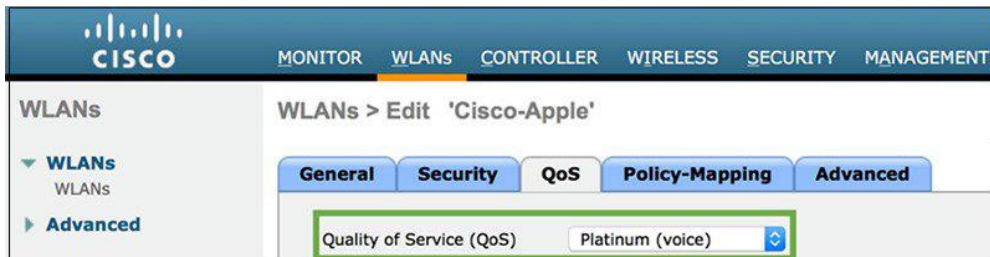 CISCO
MONITOR WLANs CONTROLLER WIRELESS SECURITY MANAGEMENT
WLANs
WLANs > Edit 'Cisco-Apple'
WLANs
WLANs
Advanced
General Security QoS Policy-Mapping Advanced
Quality of Service (QoS) Platinum (voice)